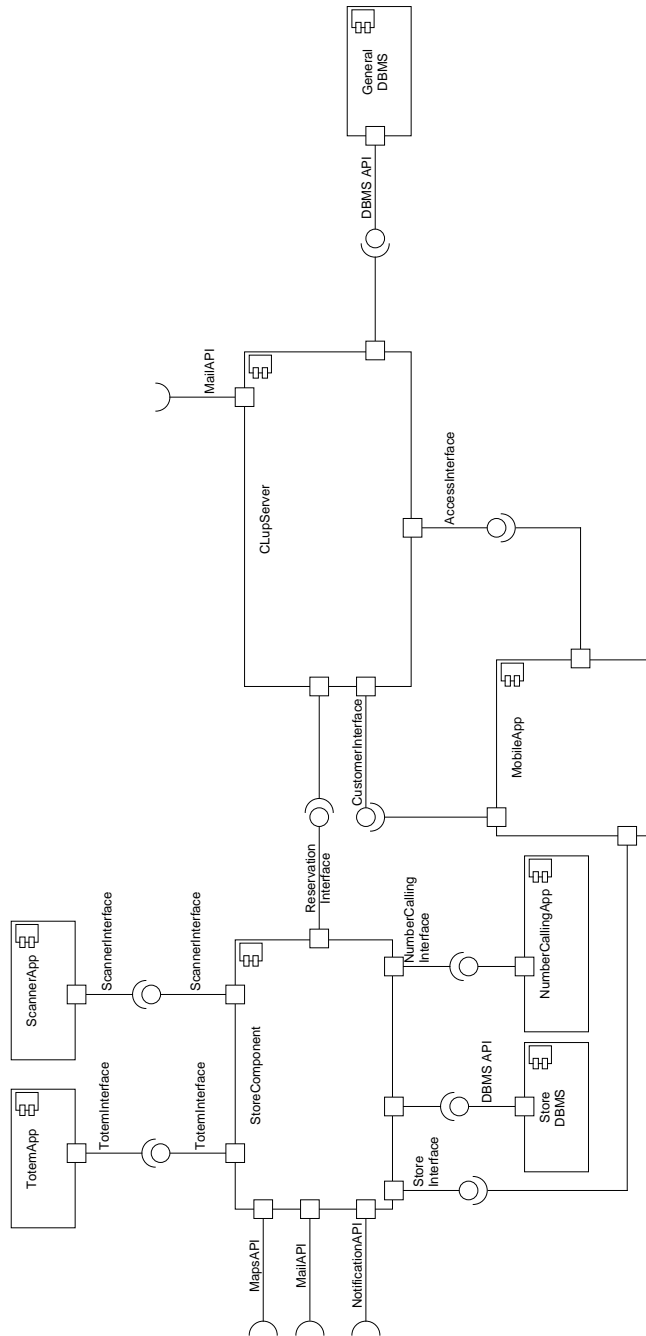 TotemApp
ScannerApp
TotemInterface
ScannerInterface
TotemInterface
ScannerInterface
MapsAPI
MailAPI
NotificationAPI
StoreComponent
Reservation
Interface
CustomerInterface
CLupServer
MailAPI
DBMS API
General
DBMS
Store
Interface
DBMS API
NumberCalling
Interface
AccessInterface
Store
DBMS
NumberCallingApp
MobileApp